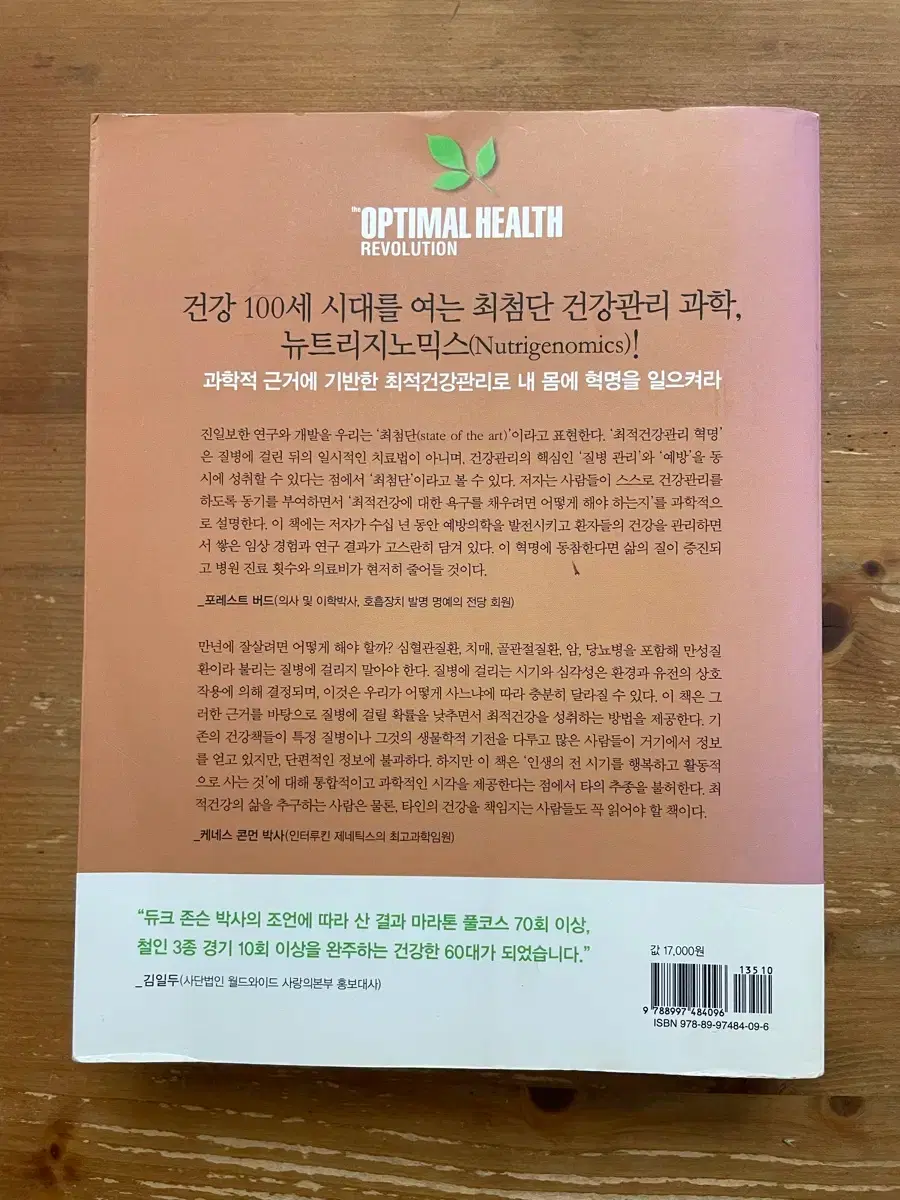 the OPTIMAL HEALTH
REVOLUTION
건강 100세 시대를 여는 최첨단 건강관리 과학,
뉴트리지노믹스(Nutrigenomics)!
과학적 근거에 기반한 최적건강관리로 내 몸에 혁명을 일으켜라
진일보한 연구와 개발을 우리는 ‘최첨단(state of the art)’이라고 표현한다. ‘최적건강관리 혁명’
은 질병에 걸린 뒤의 일시적인 치료법이 아니며, 건강관리의 핵심인 ‘질병 관리’와 ‘예방’을 동
시에 성취할 수 있다는 점에서 ‘최첨단’이라고 볼 수 있다. 저자는 사람들이 스스로 건강관리를
하도록 동기를 부여하면서 ‘최적건강에 대한 욕구를 채우려면 어떻게 해야 하는지’를 과학적으
로 설명한다. 이 책에는 저자가 수십 년 동안 예방의학을 발전시키고 환자들의 건강을 관리하면
서 쌓은 임상 경험과 연구 결과가 고스란히 담겨 있다. 이 혁명에 동참한다면 삶의 질이 증진되
고 병원 진료 횟수와 의료비가 현저히 줄어들 것이다.
_포레스트 버드(의사 및 이학박사, 호흡장치 발명 명예의 전당 회원)
만년에 잘살려면 어떻게 해야 할까? 심혈관질환, 치매, 골관절질환, 암, 당뇨병을 포함해 만성질
환이라 불리는 질병에 걸리지 말아야 한다. 질병에 걸리는 시기와 심각성은 환경과 유전의 상호
작용에 의해 결정되며, 이것은 우리가 어떻게 사느냐에 따라 충분히 달라질 수 있다. 이 책은 그
러한 근거를 바탕으로 질병에 걸릴 확률을 낮추면서 최적건강을 성취하는 방법을 제공한다. 기
존의 건강책들이 특정 질병이나 그것의 생물학적 기전을 다루고 많은 사람들이 거기에서 정보
를 얻고 있지만, 단편적인 정보에 불과하다. 하지만 이 책은 ‘인생의 전 시기를 행복하고 활동적
으로 사는 것’에 대해 통합적이고 과학적인 시각을 제공한다는 점에서 타의 추종을 불허한다. 최
적건강의 삶을 추구하는 사람은 물론, 타인의 건강을 책임지는 사람들도 꼭 읽어야 할 책이다.
_케네스 콘먼 박사(인터루킨 제네틱스의 최고과학임원)
“듀크 존슨 박사의 조언에 따라 산 결과 마라톤 풀코스 70회 이상,
철인 3종 경기 10회 이상을 완주하는 건강한 60대가 되었습니다.”
_김일두(사단법인 월드와이드 사랑의본부 홍보대사)
값 17,000원
13510
9 788997 484096
ISBN 978-89-97484-09-6